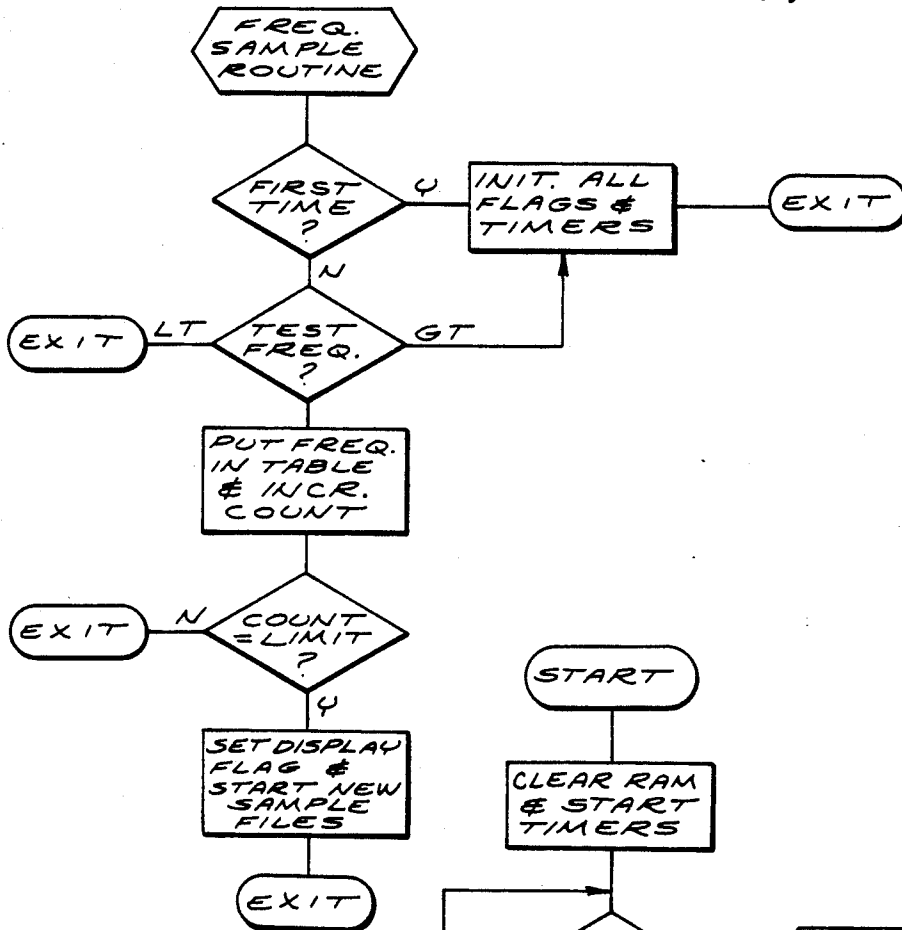 FREQ.
SAMPLE
ROUTINE
FIRST
TIME
?
Y
INIT. ALL
FLAGS &
TIMERS
EXIT
N
EXIT
LT
TEST
FREQ.
?
GT
PUT FREQ.
IN TABLE
& INCR.
COUNT
EXIT
N
COUNT
=LIMIT
?
Y
SET DISPLAY
FLAG &
START NEW
SAMPLE
FILES
EXIT
START
CLEAR RAM
& START
TIMERS